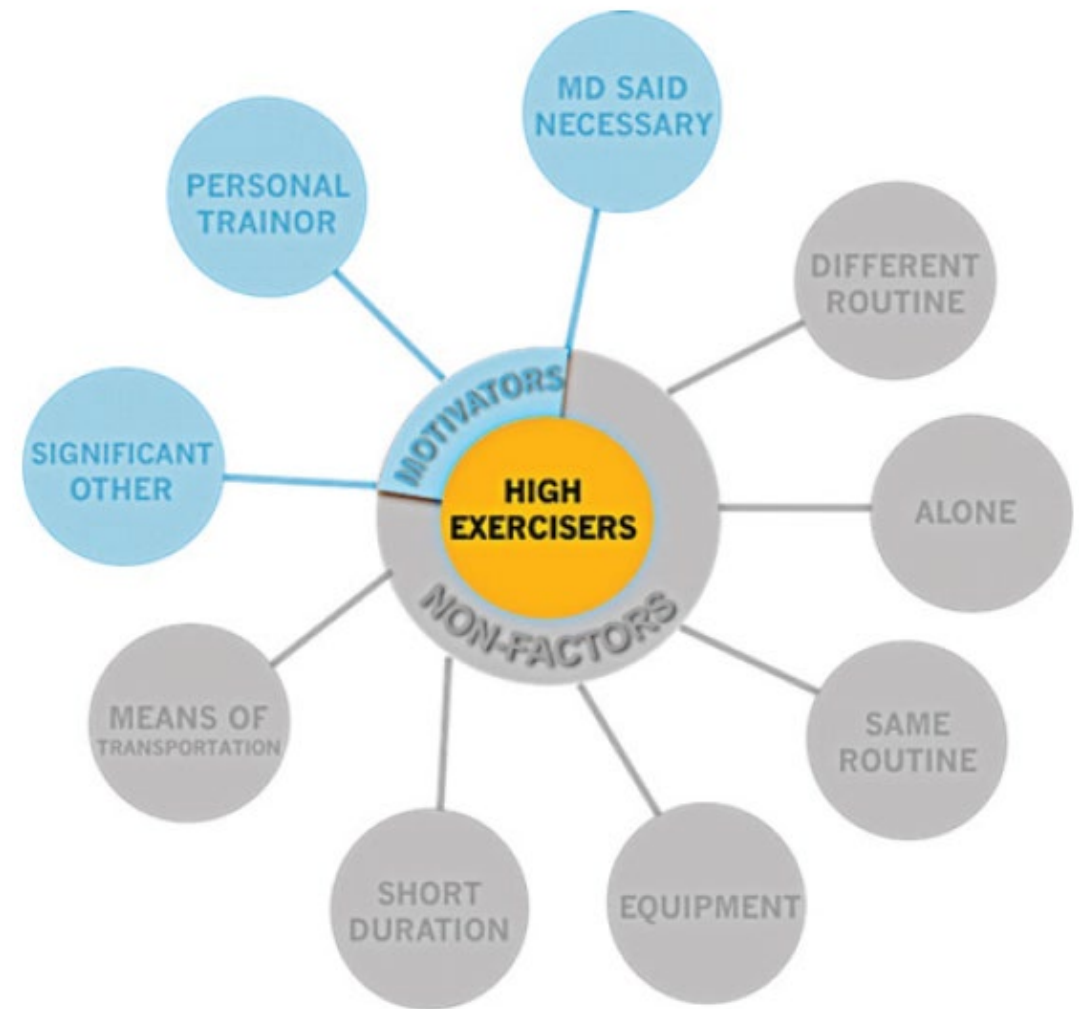 MD SAID
NECESSARY
PERSONAL
TRAINOR
DIFFERENT
ROUTINE
SIGNIFICANT
OTHER
MOTIVATORS
HIGH
EXERCISERS
ALONE
NON-FACTORS
MEANS OF
TRANSPORTATION
SAME
ROUTINE
SHORT
DURATION
EQUIPMENT